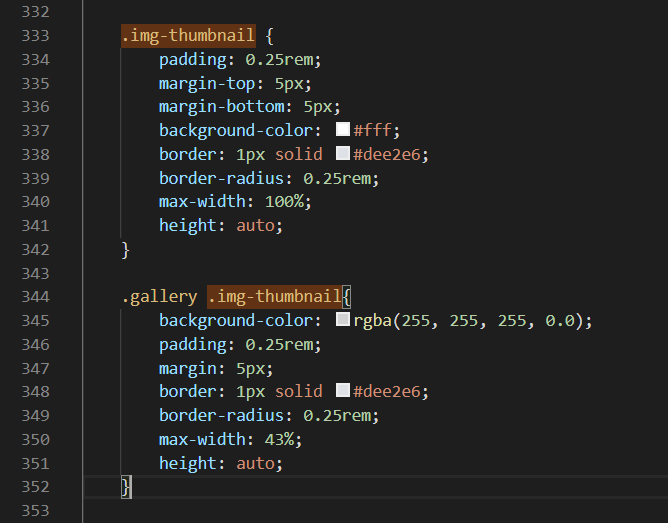 332
333 .img-thumbnail {
334 padding: 0.25rem;
335 margin-top: 5px;
336 margin-bottom: 5px;
337 background-color: #fff;
338 border: 1px solid #dee2e6;
339 border-radius: 0.25rem;
340 max-width: 100%;
341 height: auto;
342 }
343
344 .gallery .img-thumbnail{
345 background-color: rgba(255, 255, 255, 0.0);
346 padding: 0.25rem;
347 margin: 5px;
348 border: 1px solid #dee2e6;
349 border-radius: 0.25rem;
350 max-width: 43%;
351 height: auto;
352 }
353